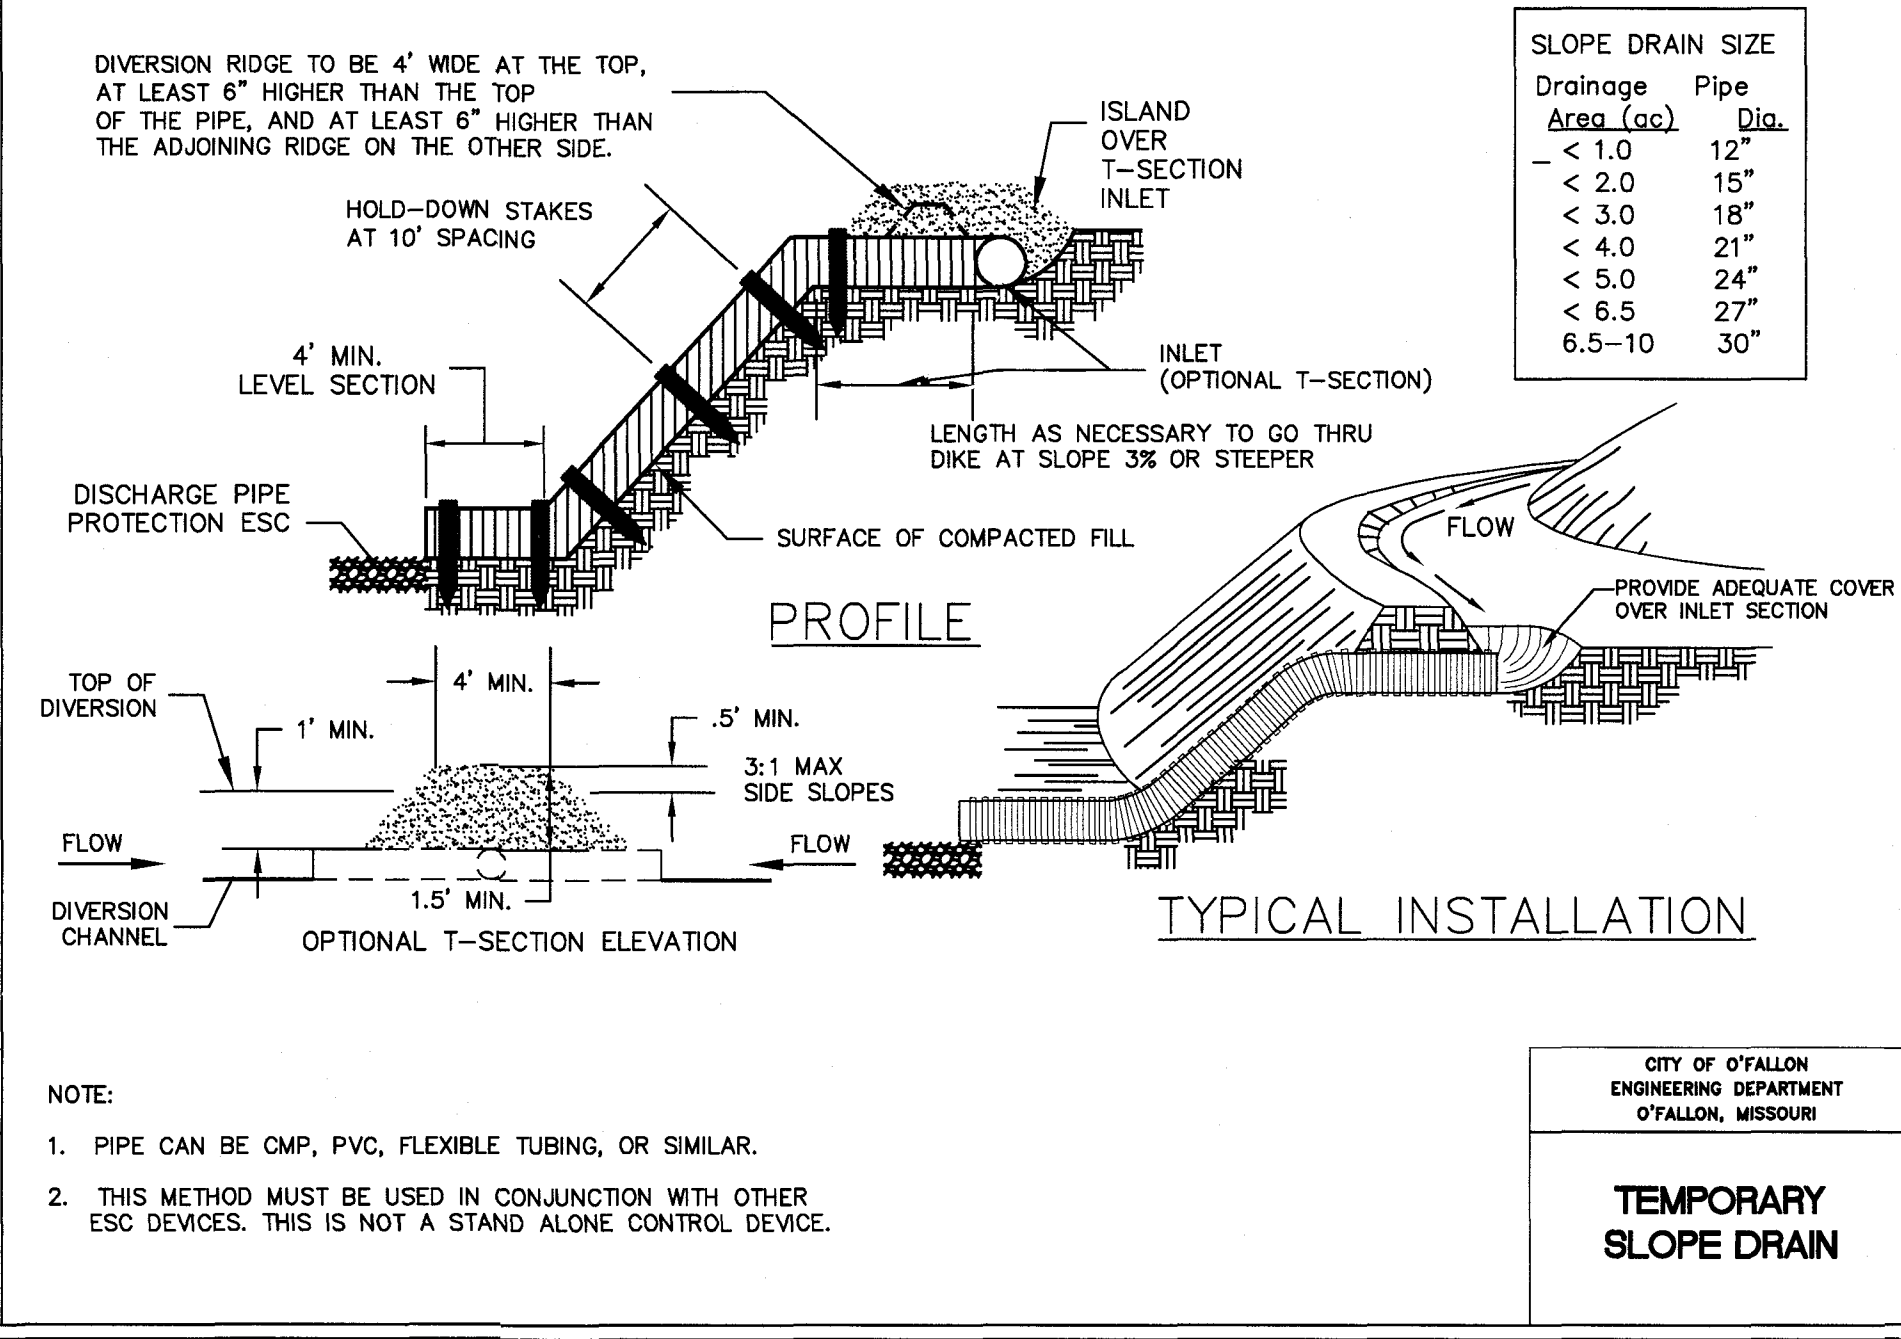 DIVERSION RIDGE TO BE 4' WIDE AT THE TOP,
AT LEAST 6" HIGHER THAN THE TOP
OF THE PIPE, AND AT LEAST 6" HIGHER THAN
THE ADJOINING RIDGE ON THE OTHER SIDE.
HOLD-DOWN STAKES
AT 10' SPACING
ISLAND
OVER
T-SECTION
INLET
SLOPE DRAIN SIZE
Drainage Pipe
Area (ac) Dia.
_ < 1.0 12"
< 2.0 15"
< 3.0 18"
< 4.0 21"
< 5.0 24"
< 6.5 27"
6.5-10 30"
4' MIN.
LEVEL SECTION
INLET
(OPTIONAL T-SECTION)
LENGTH AS NECESSARY TO GO THRU
DIKE AT SLOPE 3% OR STEEPER
DISCHARGE PIPE
PROTECTION ESC
SURFACE OF COMPACTED FILL
PROFILE
FLOW
PROVIDE ADEQUATE COVER
OVER INLET SECTION
TYPICAL INSTALLATION
TOP OF
DIVERSION
4' MIN.
1' MIN.
.5' MIN.
3:1 MAX
SIDE SLOPES
FLOW
FLOW
1.5' MIN.
DIVERSION
CHANNEL
OPTIONAL T-SECTION ELEVATION
NOTE:
1. PIPE CAN BE CMP, PVC, FLEXIBLE TUBING, OR SIMILAR.
2. THIS METHOD MUST BE USED IN CONJUNCTION WITH OTHER
ESC DEVICES. THIS IS NOT A STAND ALONE CONTROL DEVICE.
CITY OF O'FALLON
ENGINEERING DEPARTMENT
O'FALLON, MISSOURI
TEMPORARY
SLOPE DRAIN